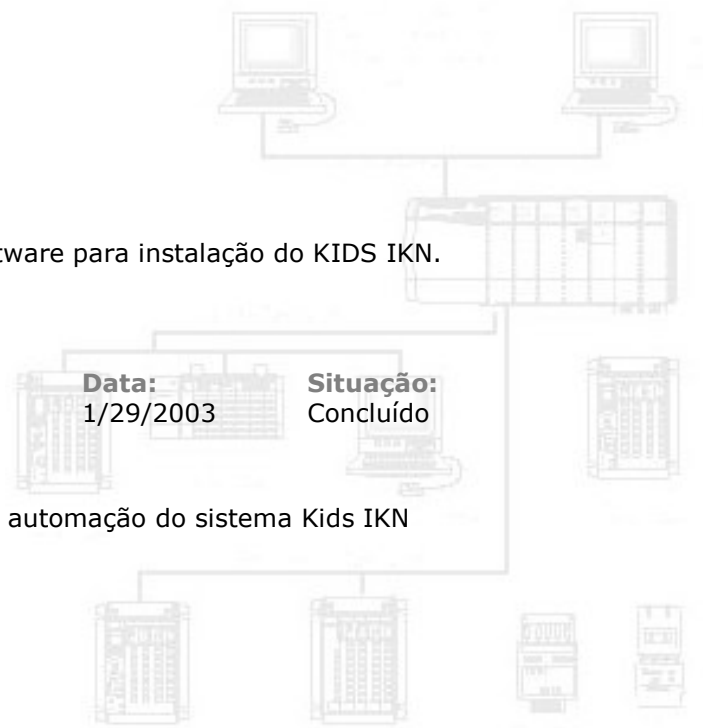 tware para instalação do KIDS IKN.
Data: Situação:
1/29/2003 Concluído
automação do sistema Kids IKN